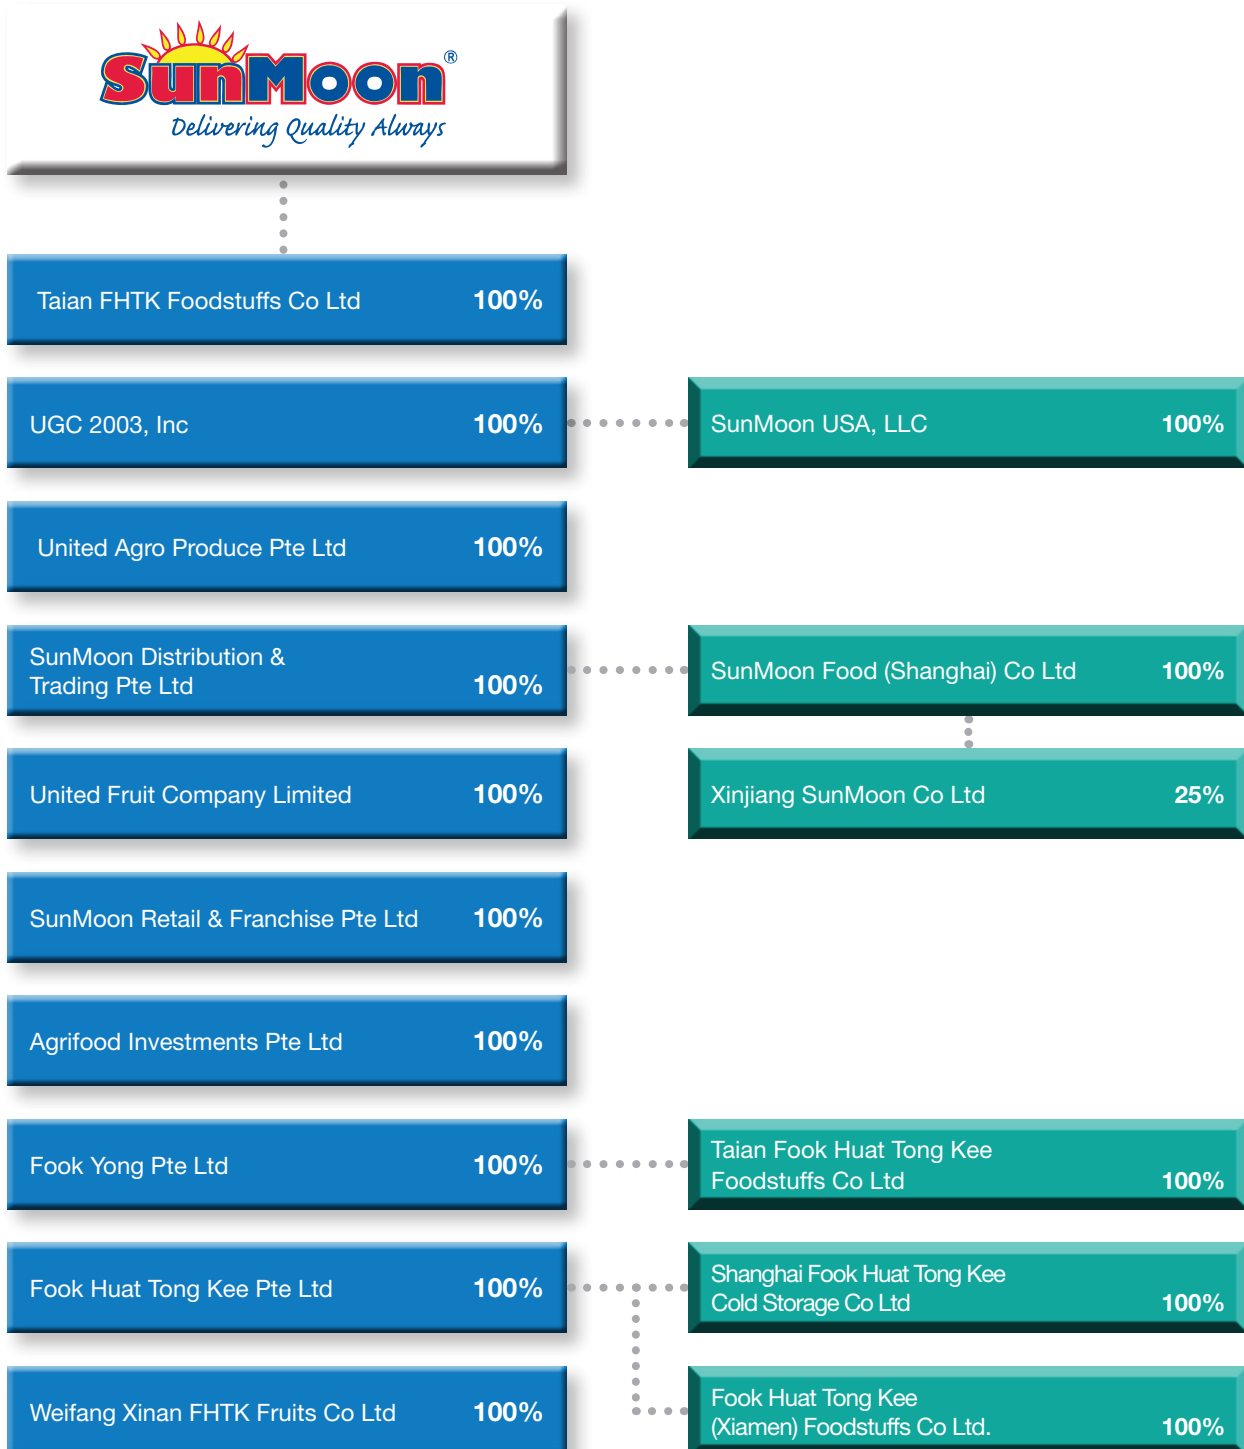 SunMoon®
Delivering Quality Always
Taian FHTK Foodstuffs Co Ltd 100%
UGC 2003, Inc 100%
SunMoon USA, LLC 100%
United Agro Produce Pte Ltd 100%
SunMoon Distribution &
Trading Pte Ltd 100%
SunMoon Food (Shanghai) Co Ltd 100%
United Fruit Company Limited 100%
Xinjiang SunMoon Co Ltd 25%
SunMoon Retail & Franchise Pte Ltd 100%
Agrifood Investments Pte Ltd 100%
Fook Yong Pte Ltd 100%
Taian Fook Huat Tong Kee
Foodstuffs Co Ltd 100%
Fook Huat Tong Kee Pte Ltd 100%
Shanghai Fook Huat Tong Kee
Cold Storage Co Ltd 100%
Weifang Xinan FHTK Fruits Co Ltd 100%
Fook Huat Tong Kee
(Xiamen) Foodstuffs Co Ltd. 100%